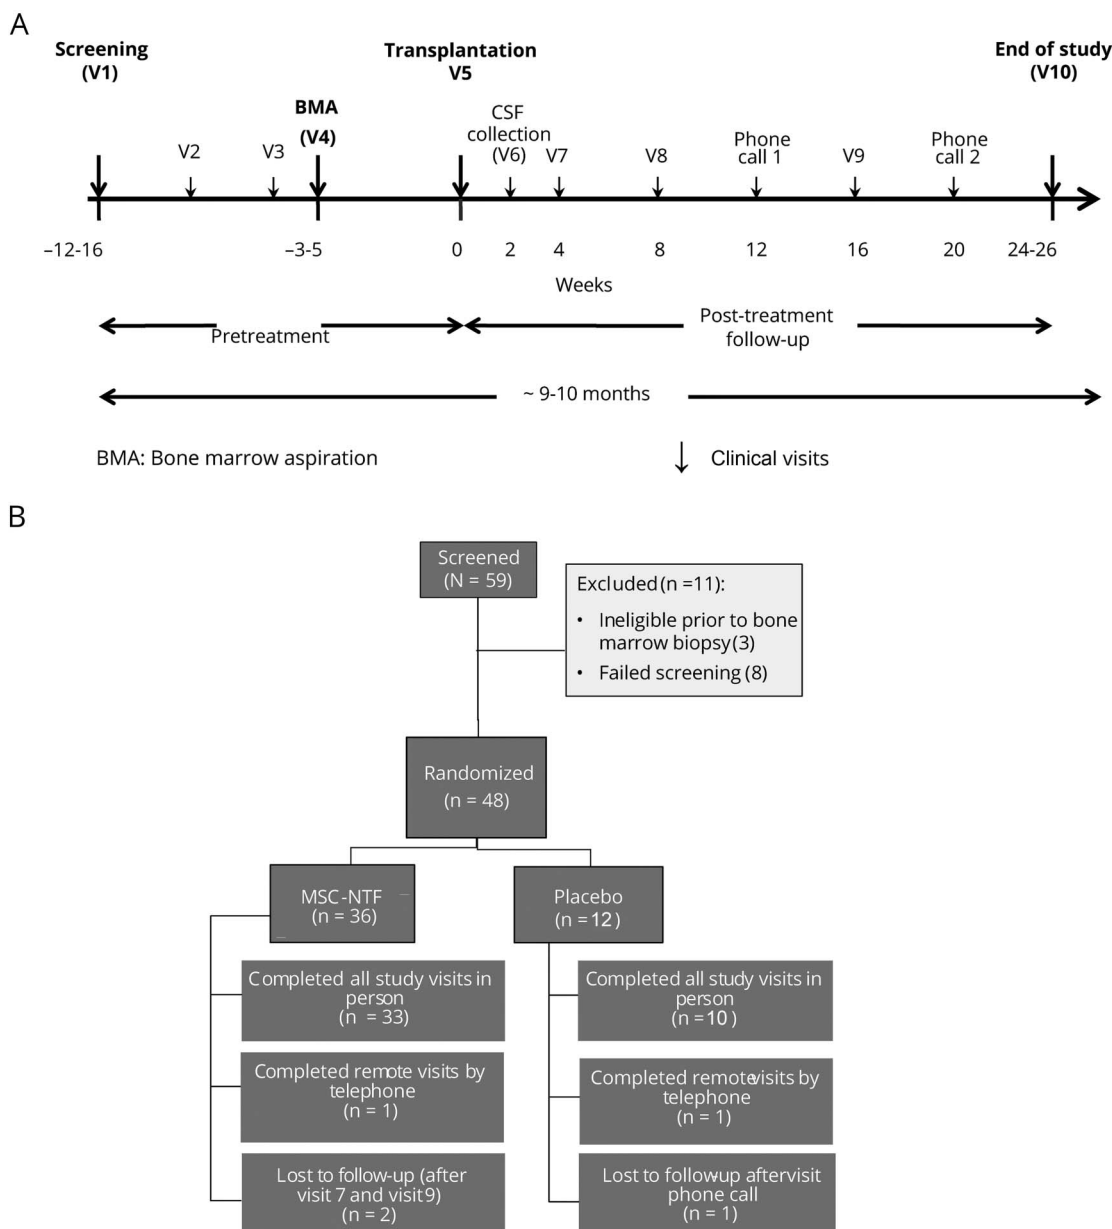 A
Screening
(V1)
Transplantation
V5
End of study
(V10)
BMA
(V4)
CSF
collection
(V6)
V2
V3
V7
V8
Phone
call 1
V9
Phone
call 2
–12-16
–3-5
0
2
4
8
12
16
20
24-26
Weeks
Pretreatment
Post-treatment
follow-up
~ 9-10 months
BMA: Bone marrow aspiration
Clinical visits
B
Screened
(N = 59)
Excluded (n =11):
• Ineligible prior to bone
marrow biopsy (3)
• Failed screening (8)
Randomized
(n = 48)
MSC-NTF
(n = 36)
Placebo
(n = 12)
Completed all study visits in
person
(n = 33)
Completed all study visits in
person
(n = 10 )
Completed remote visits by
telephone
(n = 1)
Completed remote visits by
telephone
(n = 1)
Lost to follow-up (after
visit 7 and visit 9)
(n = 2)
Lost to follow-up after visit
phone call
(n = 1)